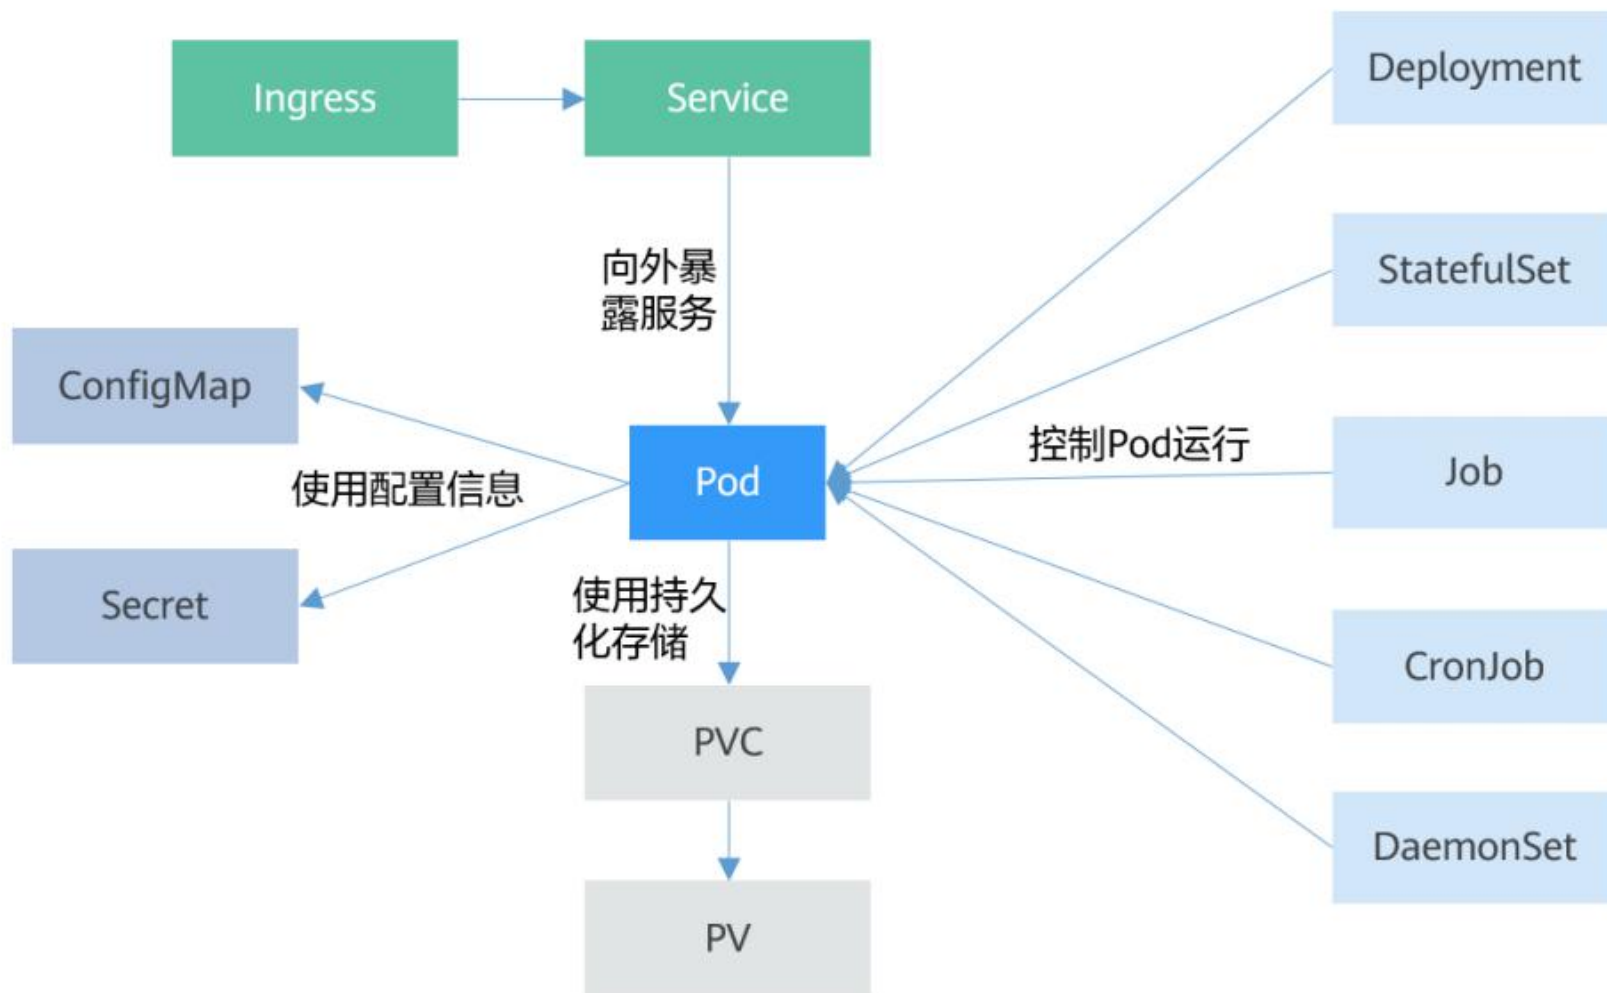 Ingress
Service
Deployment
StatefulSet
向外暴
露服务
ConfigMap
控制Pod运行
Job
Pod
使用配置信息
Secret
使用持久
化存储
CronJob
PVC
DaemonSet
PV